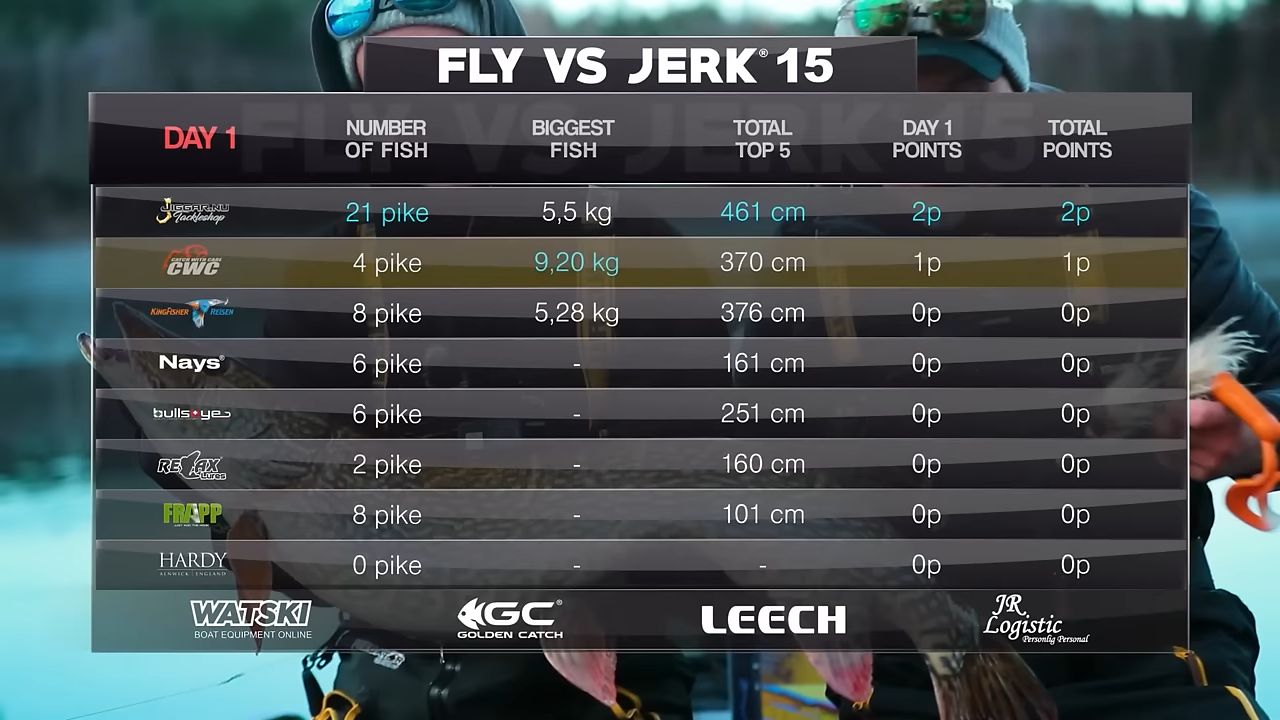 FLY VS JERK® 15
DAY 1
NUMBER OF FISH
BIGGEST FISH
TOTAL TOP 5
DAY 1 POINTS
TOTAL POINTS
JIGGAR.NU Tackleshop 21 pike 5,5 kg 461 cm 2p 2p
CATCH WITH CARE CWC 4 pike 9,20 kg 370 cm 1p 1p
KINGFISHER REISEN 8 pike 5,28 kg 376 cm 0p 0p
Nays® 6 pike - 161 cm 0p 0p
bullseye 6 pike - 251 cm 0p 0p
RELAX Lures 2 pike - 160 cm 0p 0p
FRAPP 8 pike - 101 cm 0p 0p
HARDY ALNWICK | ENGLAND 0 pike - - 0p 0p
WATSKI
BOAT EQUIPMENT ONLINE
GC®
GOLDEN CATCH
LEECH
JR
Logistic
Personlig Personal